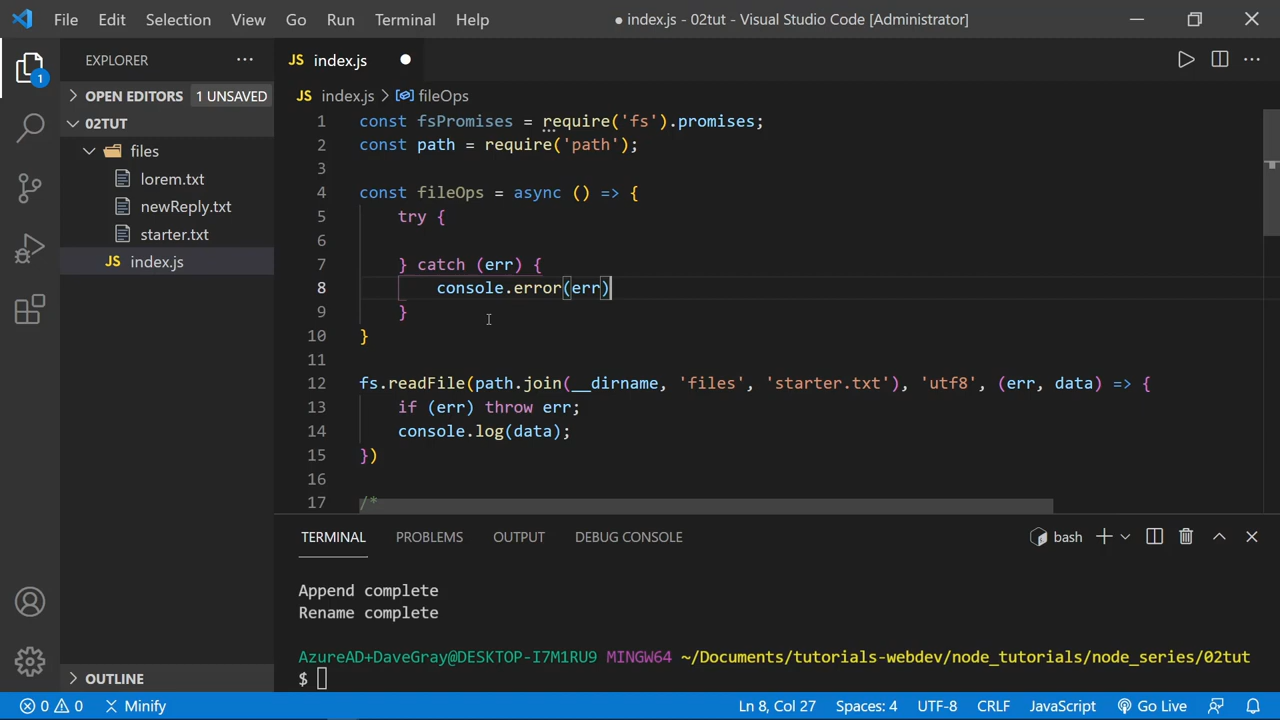 File Edit Selection View Go Run Terminal Help ● index.js - 02tut - Visual Studio Code [Administrator]
EXPLORER ...
JS index.js ●
OPEN EDITORS 1 UNSAVED
02TUT
files
lorem.txt
newReply.txt
starter.txt
JS index.js
OUTLINE
1
JS index.js > fileOps
1 const fsPromises = require('fs').promises;
2 const path = require('path');
3
4 const fileOps = async () => {
5 try {
6
7 } catch (err) {
8 console.error(err)
9 }
10 }
11
12 fs.readFile(path.join(__dirname, 'files', 'starter.txt'), 'utf8', (err, data) => {
13 if (err) throw err;
14 console.log(data);
15 })
16
17 /*
TERMINAL PROBLEMS OUTPUT DEBUG CONSOLE bash
Append complete
Rename complete
AzureAD+DaveGray@DESKTOP-I7M1RU9 MINGW64 ~/Documents/tutorials-webdev/node_tutorials/node_series/02tut
$
0 0 Minify Ln 8, Col 27 Spaces: 4 UTF-8 CRLF JavaScript Go Live